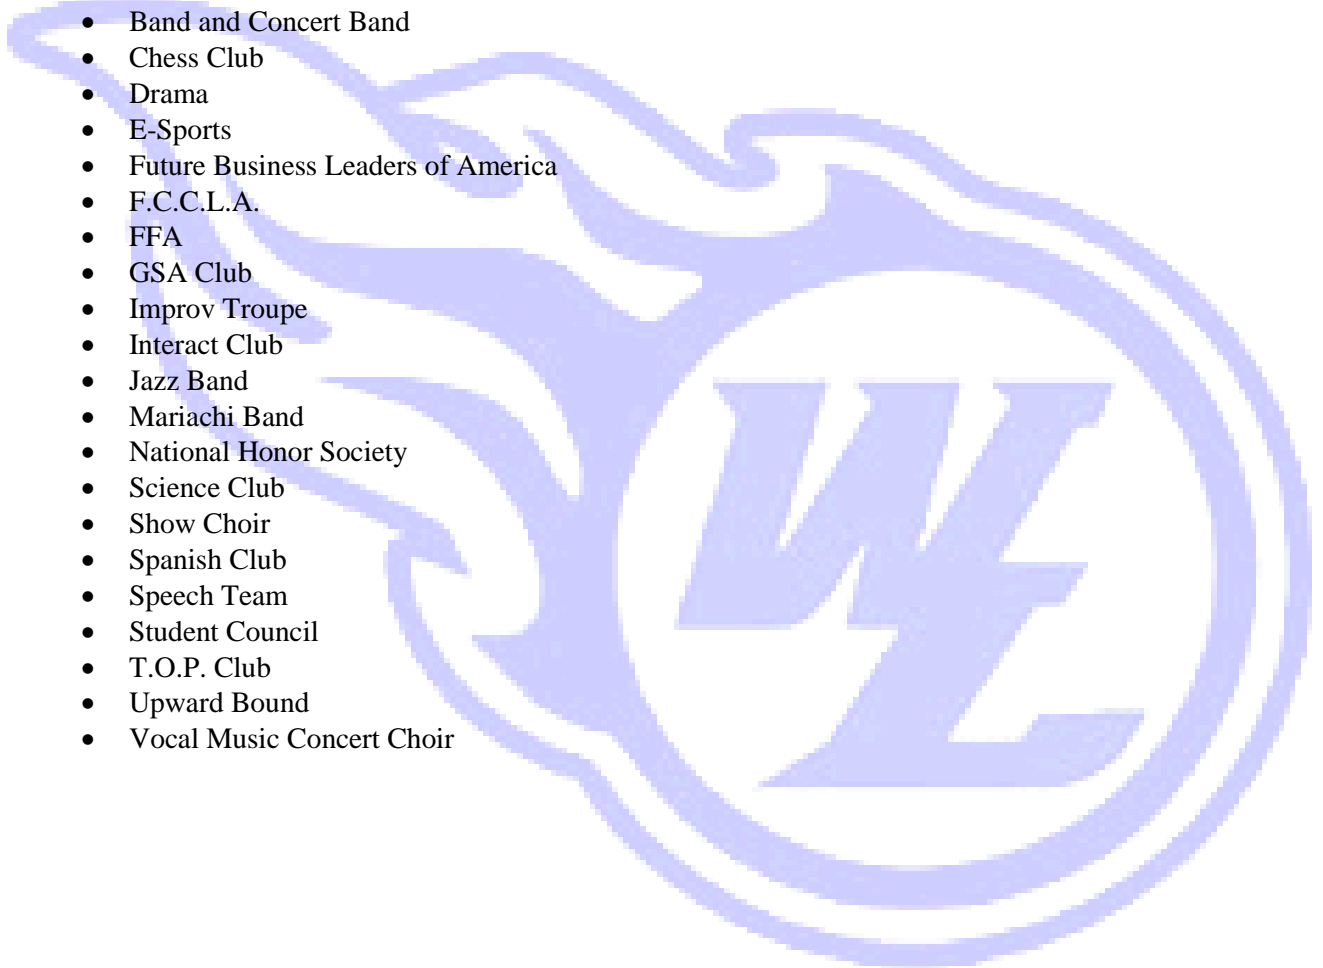 • Band and Concert Band
• Chess Club
• Drama
• E-Sports
• Future Business Leaders of America
• F.C.C.L.A.
• FFA
• GSA Club
• Improv Troupe
• Interact Club
• Jazz Band
• Mariachi Band
• National Honor Society
• Science Club
• Show Choir
• Spanish Club
• Speech Team
• Student Council
• T.O.P. Club
• Upward Bound
• Vocal Music Concert Choir
WL